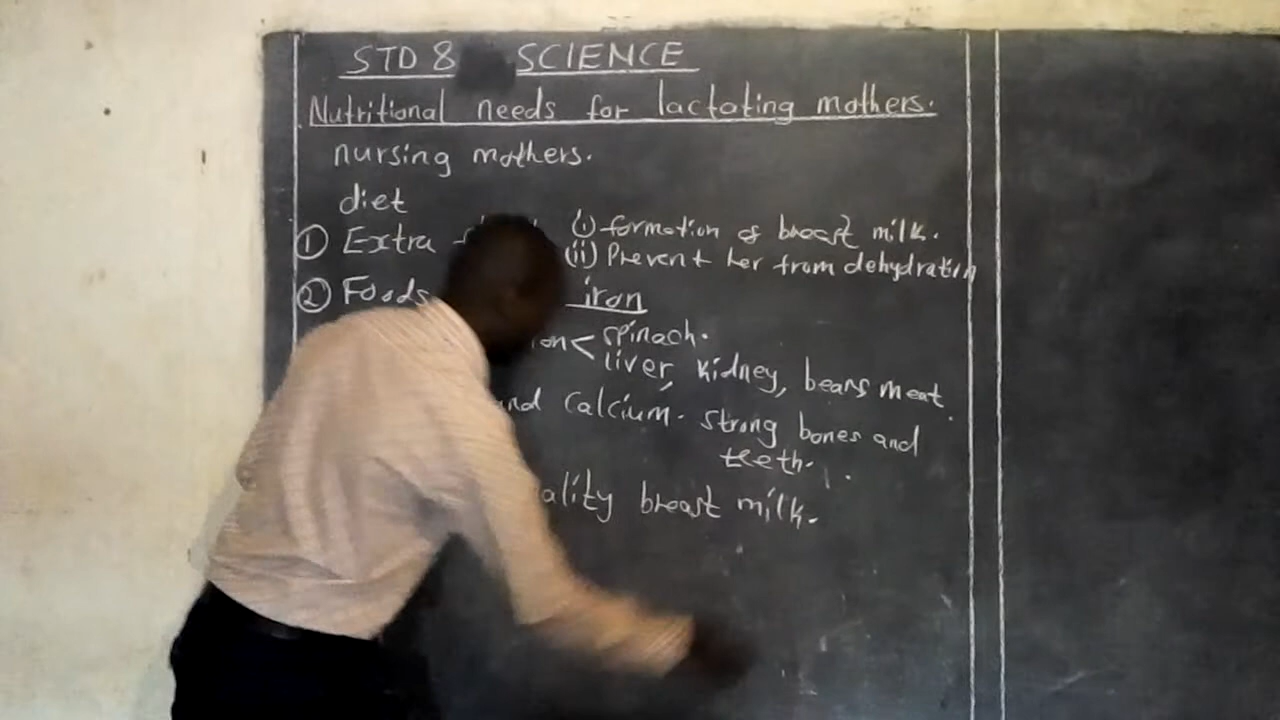 STD 8 SCIENCE
Nutritional needs for lactating mothers.
nursing mothers.
diet
① Extra (i) formation of breast milk.
(ii) Prevent her from dehydration
② Foods iron
spinach.
liver, kidney, beans meat.
and calcium. strong bones and
teeth.
breast milk.